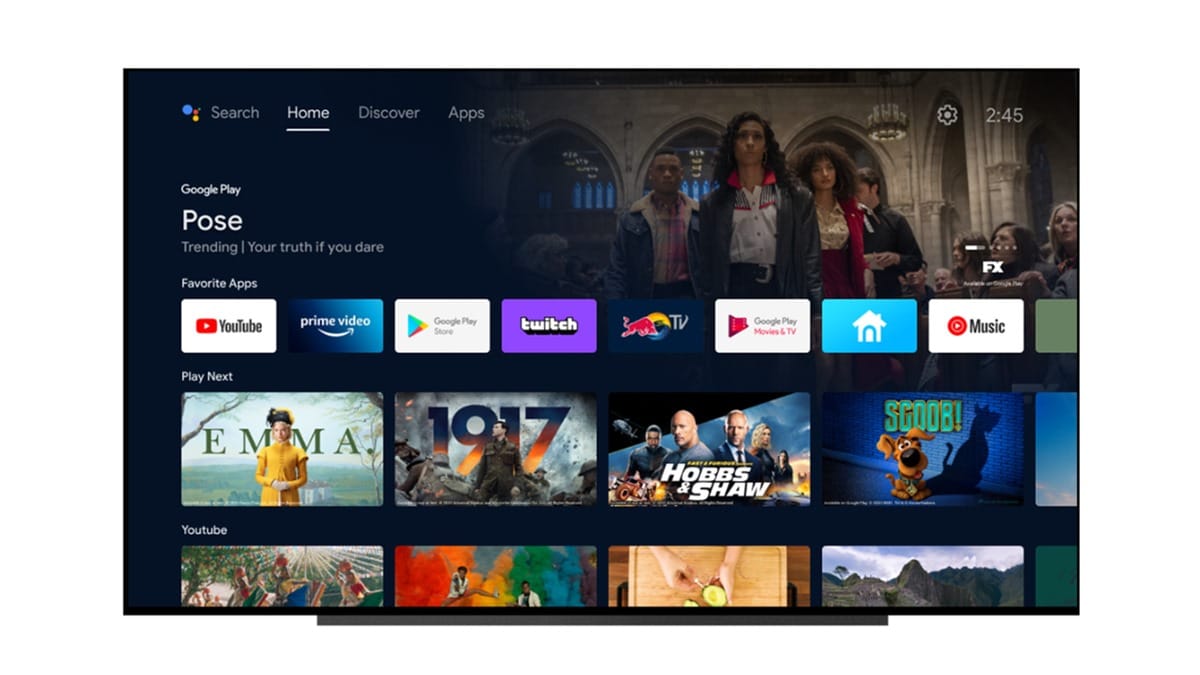 Search Home Discover Apps 2:45
Google Play
Pose
Trending | Your truth if you dare
FX
Available on Google Play
Favorite Apps
YouTube
prime video
Google Play
Store
twitch
TV
Google Play
Movies & TV
Music
Play Next
EMMA.
1917
FAST & FURIOUS
HOBBS
& SHAW
SCOOB!
Youtube